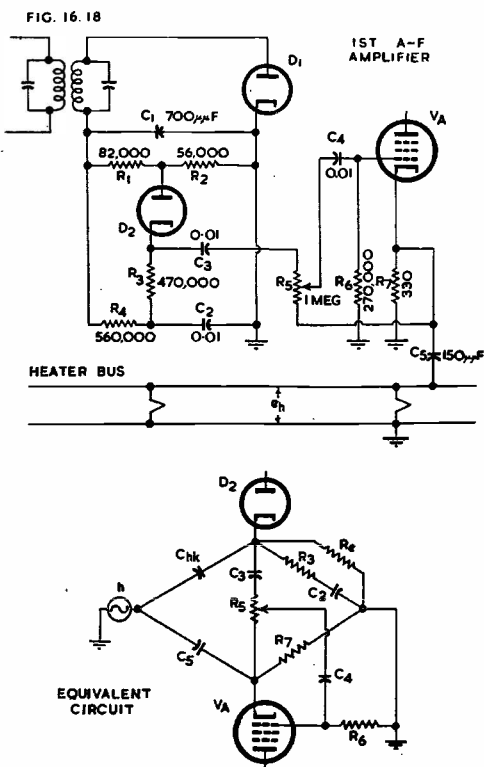 FIG. 16.18
1ST A-F
AMPLIFIER
D1
VA
C1 700μμF
C4
0.01
82,000 56,000
R1 R2
D2
0·01
C3
R3 470,000
R5
1 MEG
R6
270,000
R7
330
R4
560,000
C2
0·01
C5 150μμF
HEATER BUS
eh
D2
Chk
C3
R3
Re
C2
h
R5
C5
R7
C4
EQUIVALENT
CIRCUIT
VA
R6